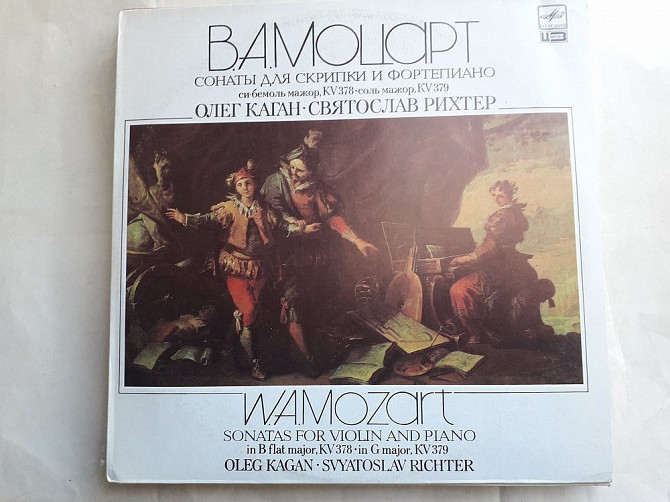 В.А.МОЦАРТ
СОНАТЫ ДЛЯ СКРИПКИ И ФОРТЕПИАНО
си-бемоль мажор, KV 378 · соль мажор, KV 379
ОЛЕГ КАГАН · СВЯТОСЛАВ РИХТЕР
W.A.Mozart
SONATAS FOR VIOLIN AND PIANO
in B flat major, KV 378 · in G major, KV 379
OLEG KAGAN · SVYATOSLAV RICHTER